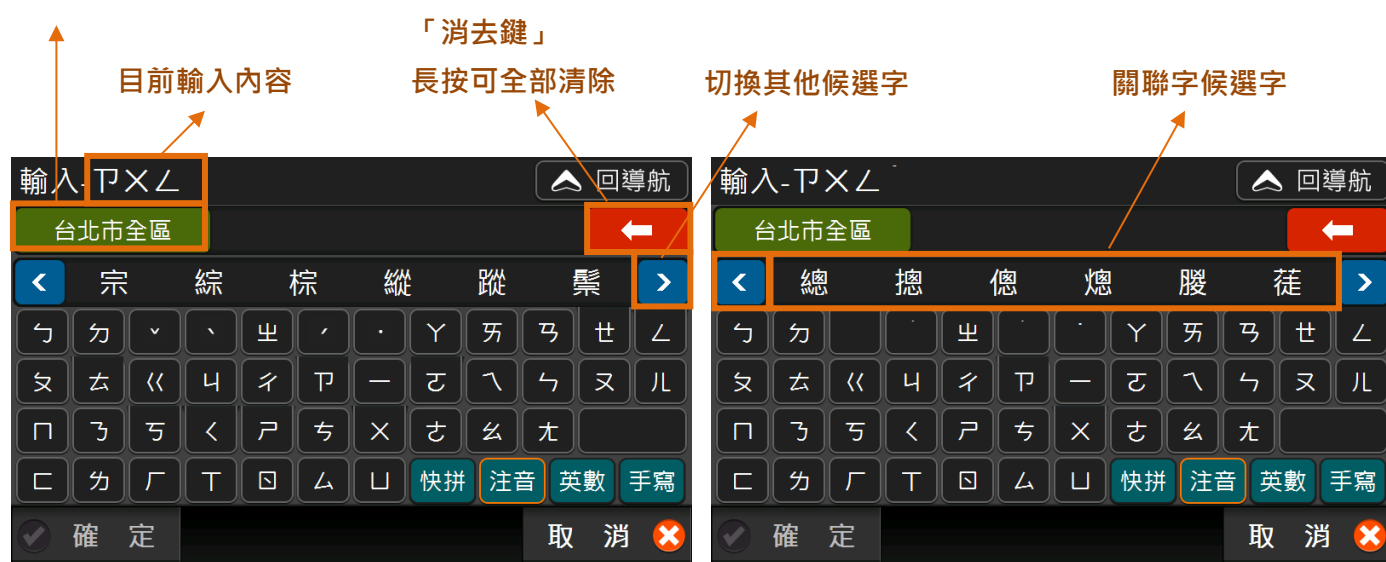 「消去鍵」
目前輸入內容
長按可全部清除
切換其他候選字
關聯字候選字
輸入-ㄗㄨㄥ
回導航
台北市全區
宗 綜 棕 縱 蹤 鬃
ㄅ ㄉ ˇ ˋ ㄓ ˊ ˙ ㄚ ㄞ ㄢ ㄝ ㄥ
ㄆ ㄊ ㄍ ㄐ ㄔ ㄗ ㄧ ㄛ ㄟ ㄣ ㄡ ㄦ
ㄇ ㄋ ㄎ ㄑ ㄕ ㄘ ㄨ ㄜ ㄠ ㄤ
ㄈ ㄌ ㄏ ㄒ ㄖ ㄙ ㄩ 快拼 注音 英數 手寫
確 定
取 消
輸入-ㄗㄨㄥ
回導航
台北市全區
總 摠 傯 熜
ㄅ ㄉ ㄓ ㄚ ㄞ ㄢ ㄝ ㄥ
ㄆ ㄊ ㄍ ㄐ ㄔ ㄗ ㄧ ㄛ ㄟ ㄣ ㄡ ㄦ
ㄇ ㄋ ㄎ ㄑ ㄕ ㄘ ㄨ ㄜ ㄠ ㄤ
ㄈ ㄌ ㄏ ㄒ ㄖ ㄙ ㄩ 快拼 注音 英數 手寫
確 定
取 消